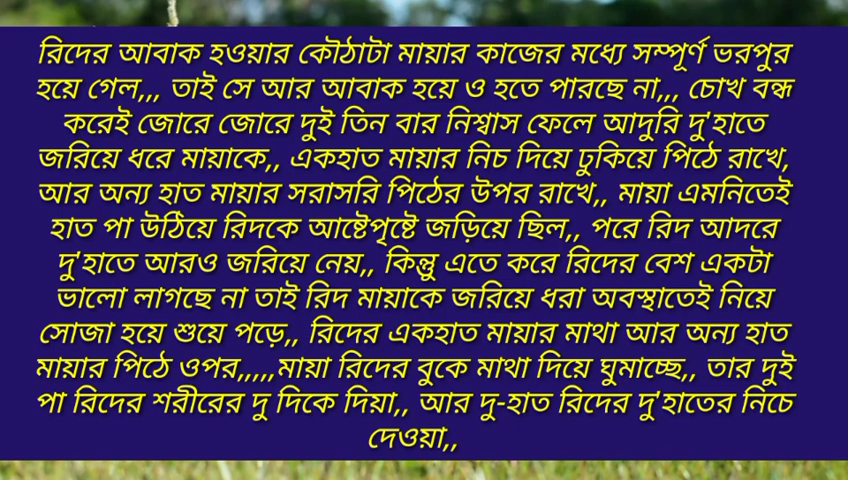 রিদের আবাক হওয়ার কৌঠাটা মায়ার কাজের মধ্যে সম্পূর্ণ ভরপুর
হয়ে গেল,,, তাই সে আর আবাক হয়ে ও হতে পারছে না,,, চোখ বন্ধ
করেই জোরে জোরে দুই তিন বার নিশ্বাস ফেলে আদুরি দু'হাতে
জরিয়ে ধরে মায়াকে,, একহাত মায়ার নিচ দিয়ে ঢুকিয়ে পিঠে রাখে,
আর অন্য হাত মায়ার সরাসরি পিঠের উপর রাখে,, মায়া এমনিতেই
হাত পা উঠিয়ে রিদকে আষ্টেপৃষ্টে জড়িয়ে ছিল,, পরে রিদ আদরে
দু'হাতে আরও জরিয়ে নেয়,, কিন্তু এতে করে রিদের বেশ একটা
ভালো লাগছে না তাই রিদ মায়াকে জরিয়ে ধরা অবস্থাতেই নিয়ে
সোজা হয়ে শুয়ে পড়ে,, রিদের একহাত মায়ার মাথা আর অন্য হাত
মায়ার পিঠে ওপর,,,,,মায়া রিদের বুকে মাথা দিয়ে ঘুমাচ্ছে,, তার দুই
পা রিদের শরীরের দু দিকে দিয়া,, আর দু-হাত রিদের দু'হাতের নিচে
দেওয়া,,